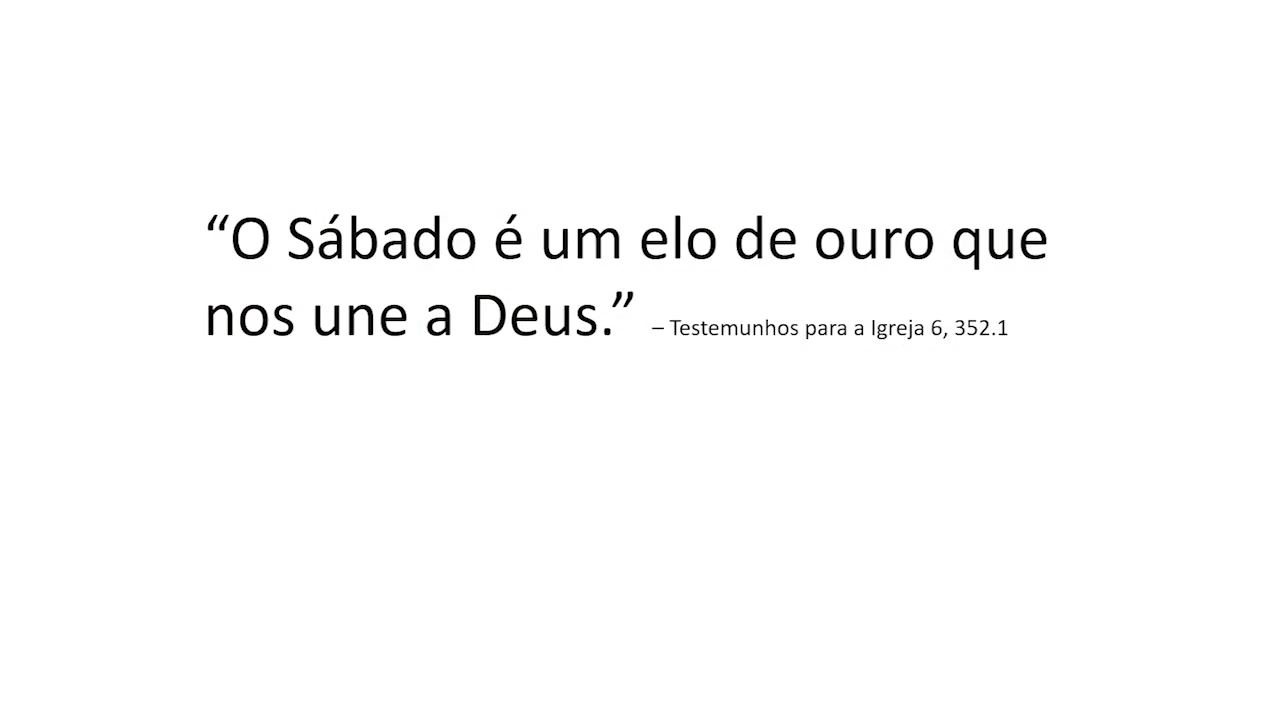 “O Sábado é um elo de ouro que
nos une a Deus.” – Testemunhos para a Igreja 6, 352.1